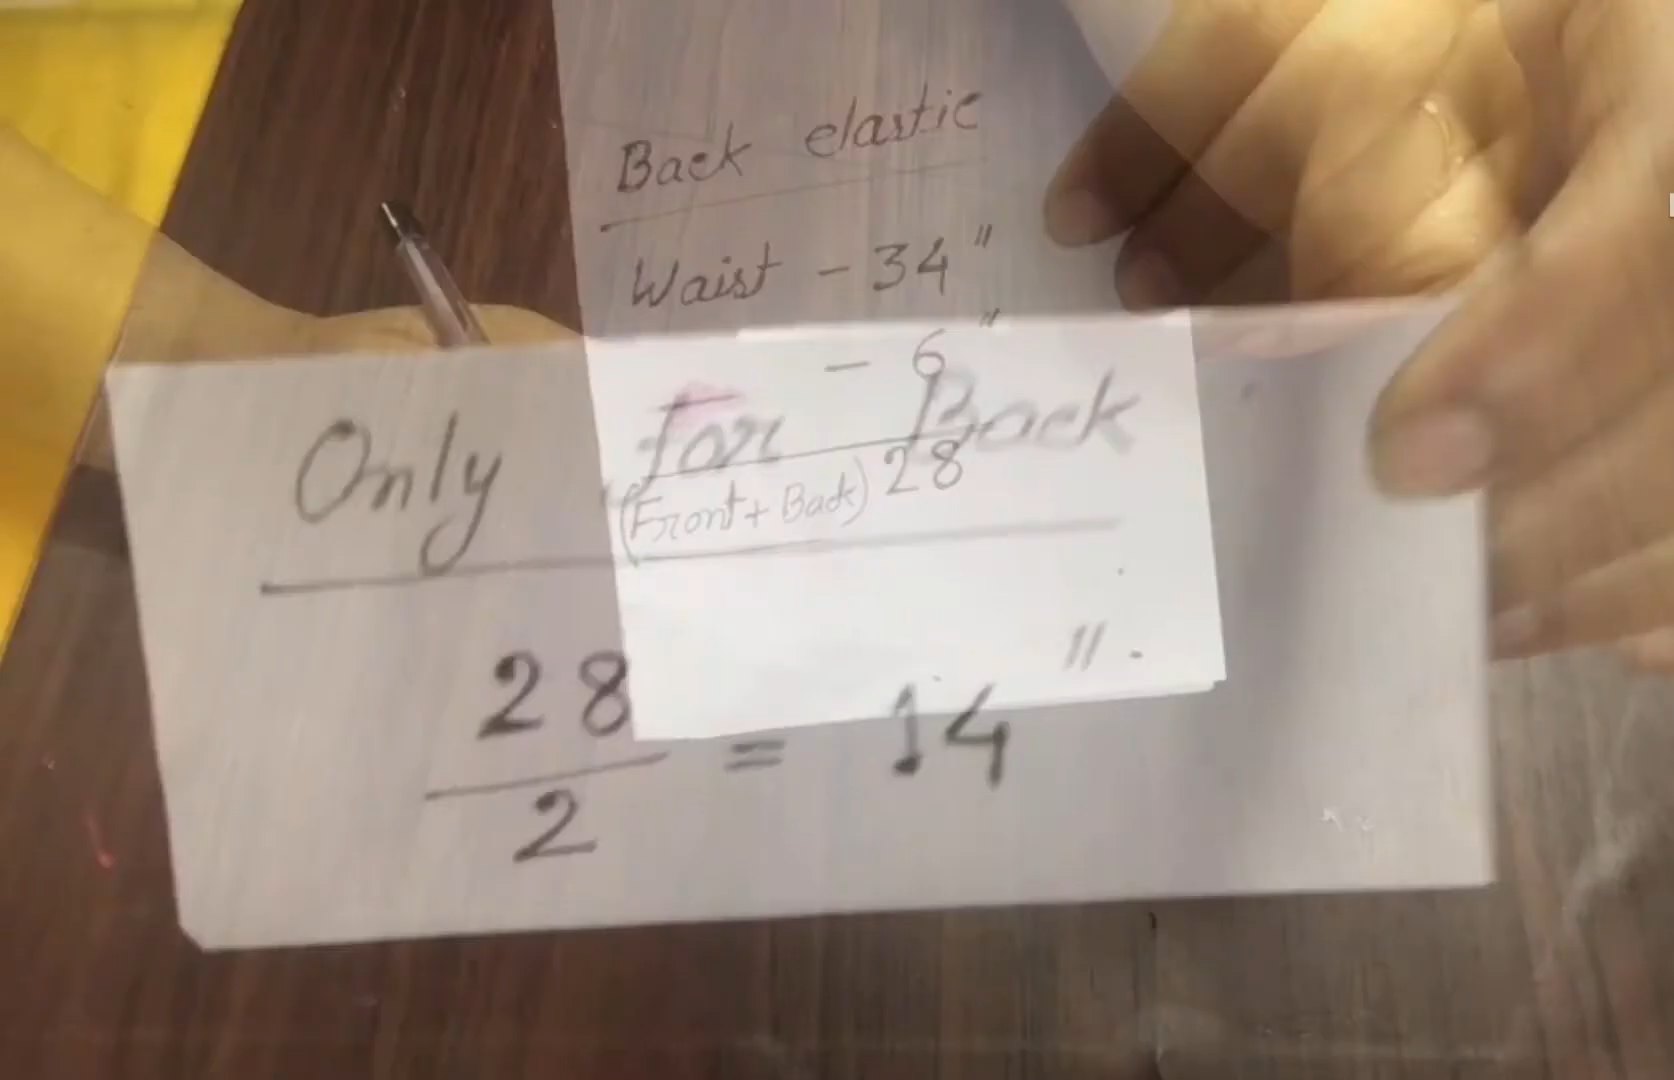 Back elastic
Waist - 34"
- 6"
(Front + Back) 28
Only for Back
28
2
= 14".